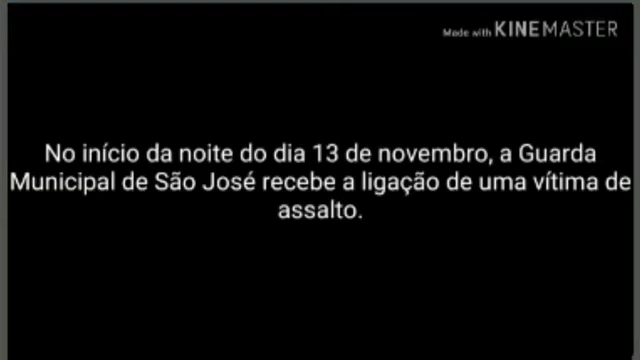 Made with KINEMASTER
No início da noite do dia 13 de novembro, a Guarda
Municipal de São José recebe a ligação de uma vítima de
assalto.